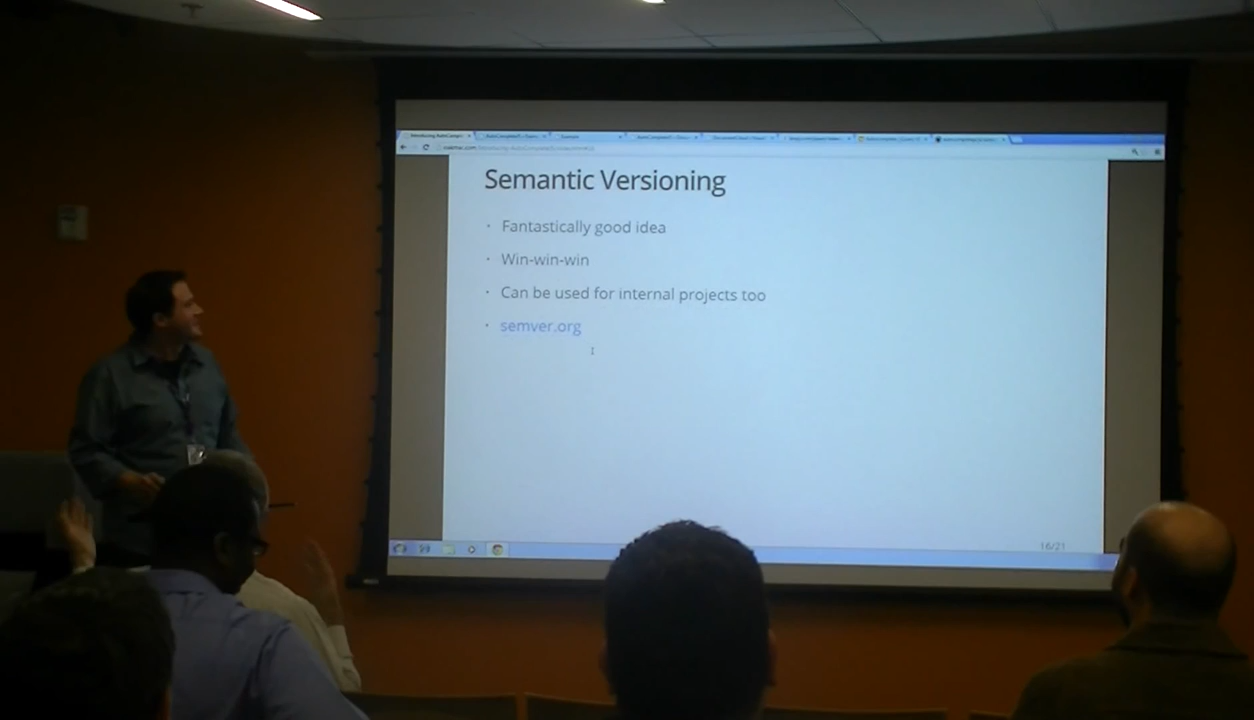 Semantic Versioning
· Fantastically good idea
· Win-win-win
· Can be used for internal projects too
· semver.org
16/21